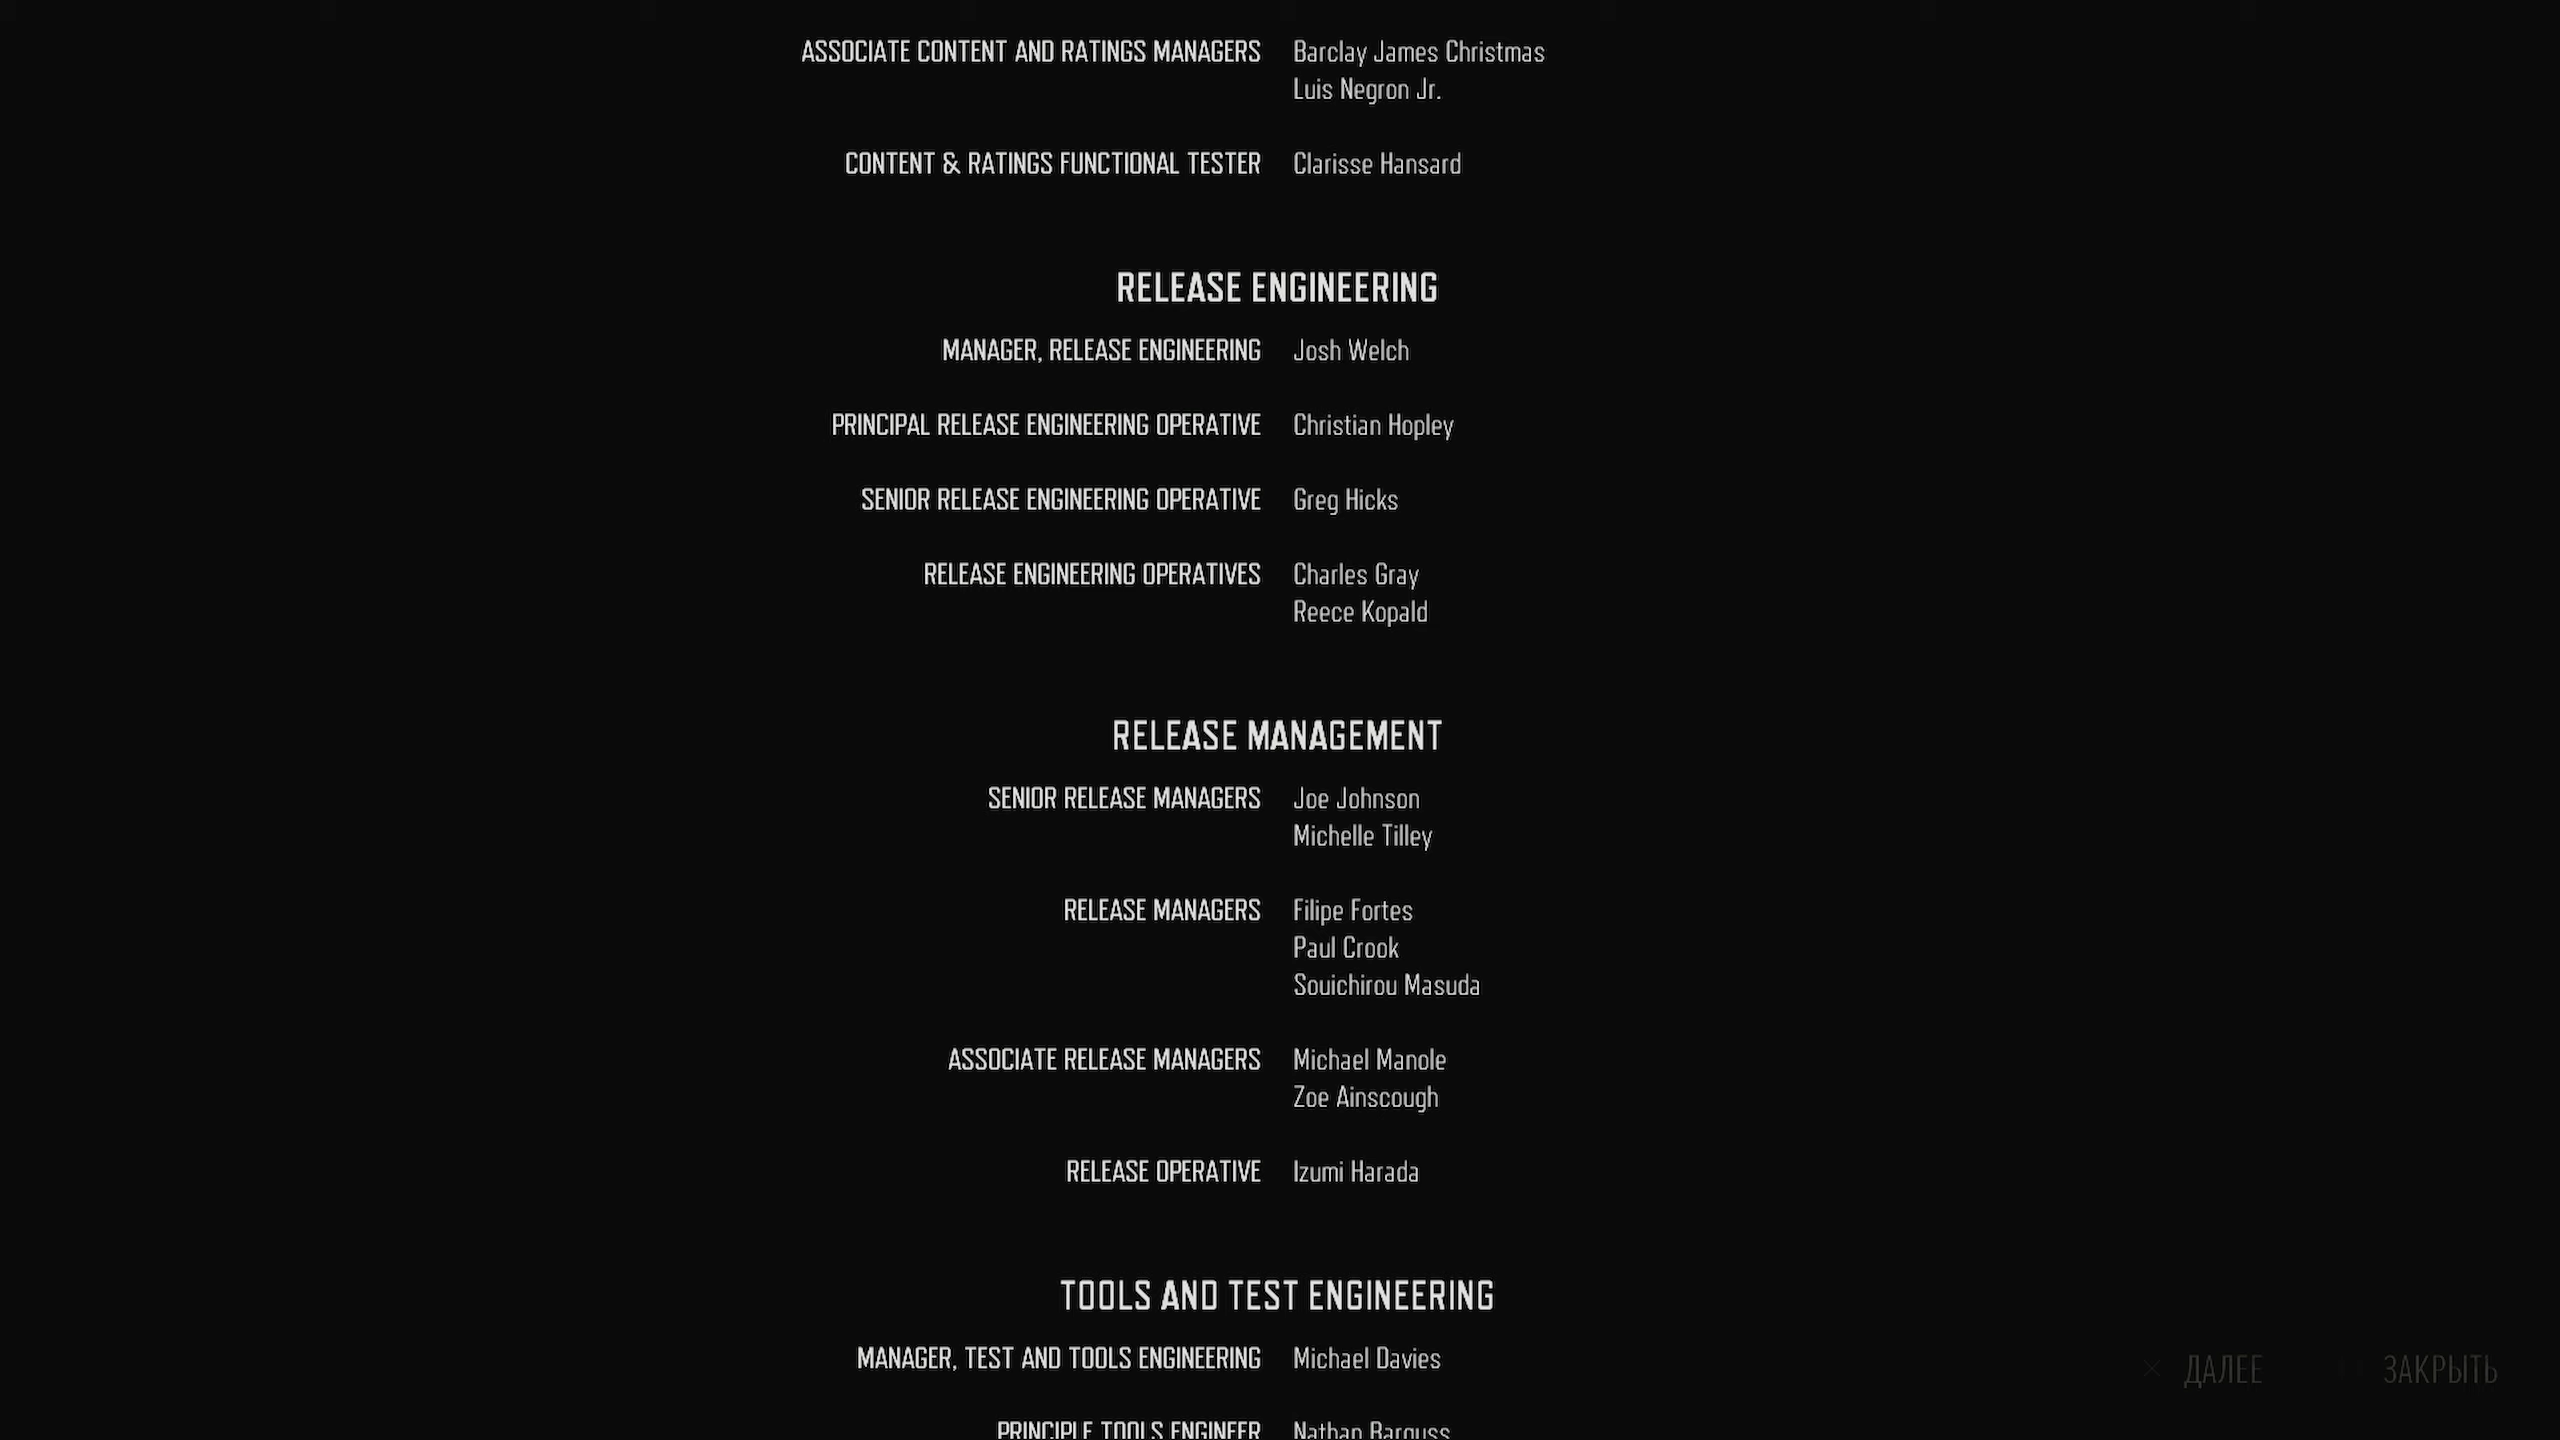 ASSOCIATE CONTENT AND RATINGS MANAGERS Barclay James Christmas
Luis Negron Jr.
CONTENT & RATINGS FUNCTIONAL TESTER Clarisse Hansard
RELEASE ENGINEERING
MANAGER, RELEASE ENGINEERING Josh Welch
PRINCIPAL RELEASE ENGINEERING OPERATIVE Christian Hopley
SENIOR RELEASE ENGINEERING OPERATIVE Greg Hicks
RELEASE ENGINEERING OPERATIVES Charles Gray
Reece Kopald
RELEASE MANAGEMENT
SENIOR RELEASE MANAGERS Joe Johnson
Michelle Tilley
RELEASE MANAGERS Filipe Fortes
Paul Crook
Souichirou Masuda
ASSOCIATE RELEASE MANAGERS Michael Manole
Zoe Ainscough
RELEASE OPERATIVE Izumi Harada
TOOLS AND TEST ENGINEERING
MANAGER, TEST AND TOOLS ENGINEERING Michael Davies
ДАЛЕЕ ЗАКРЫТЬ
PRINCIPLE TOOLS ENGINEER Nathan